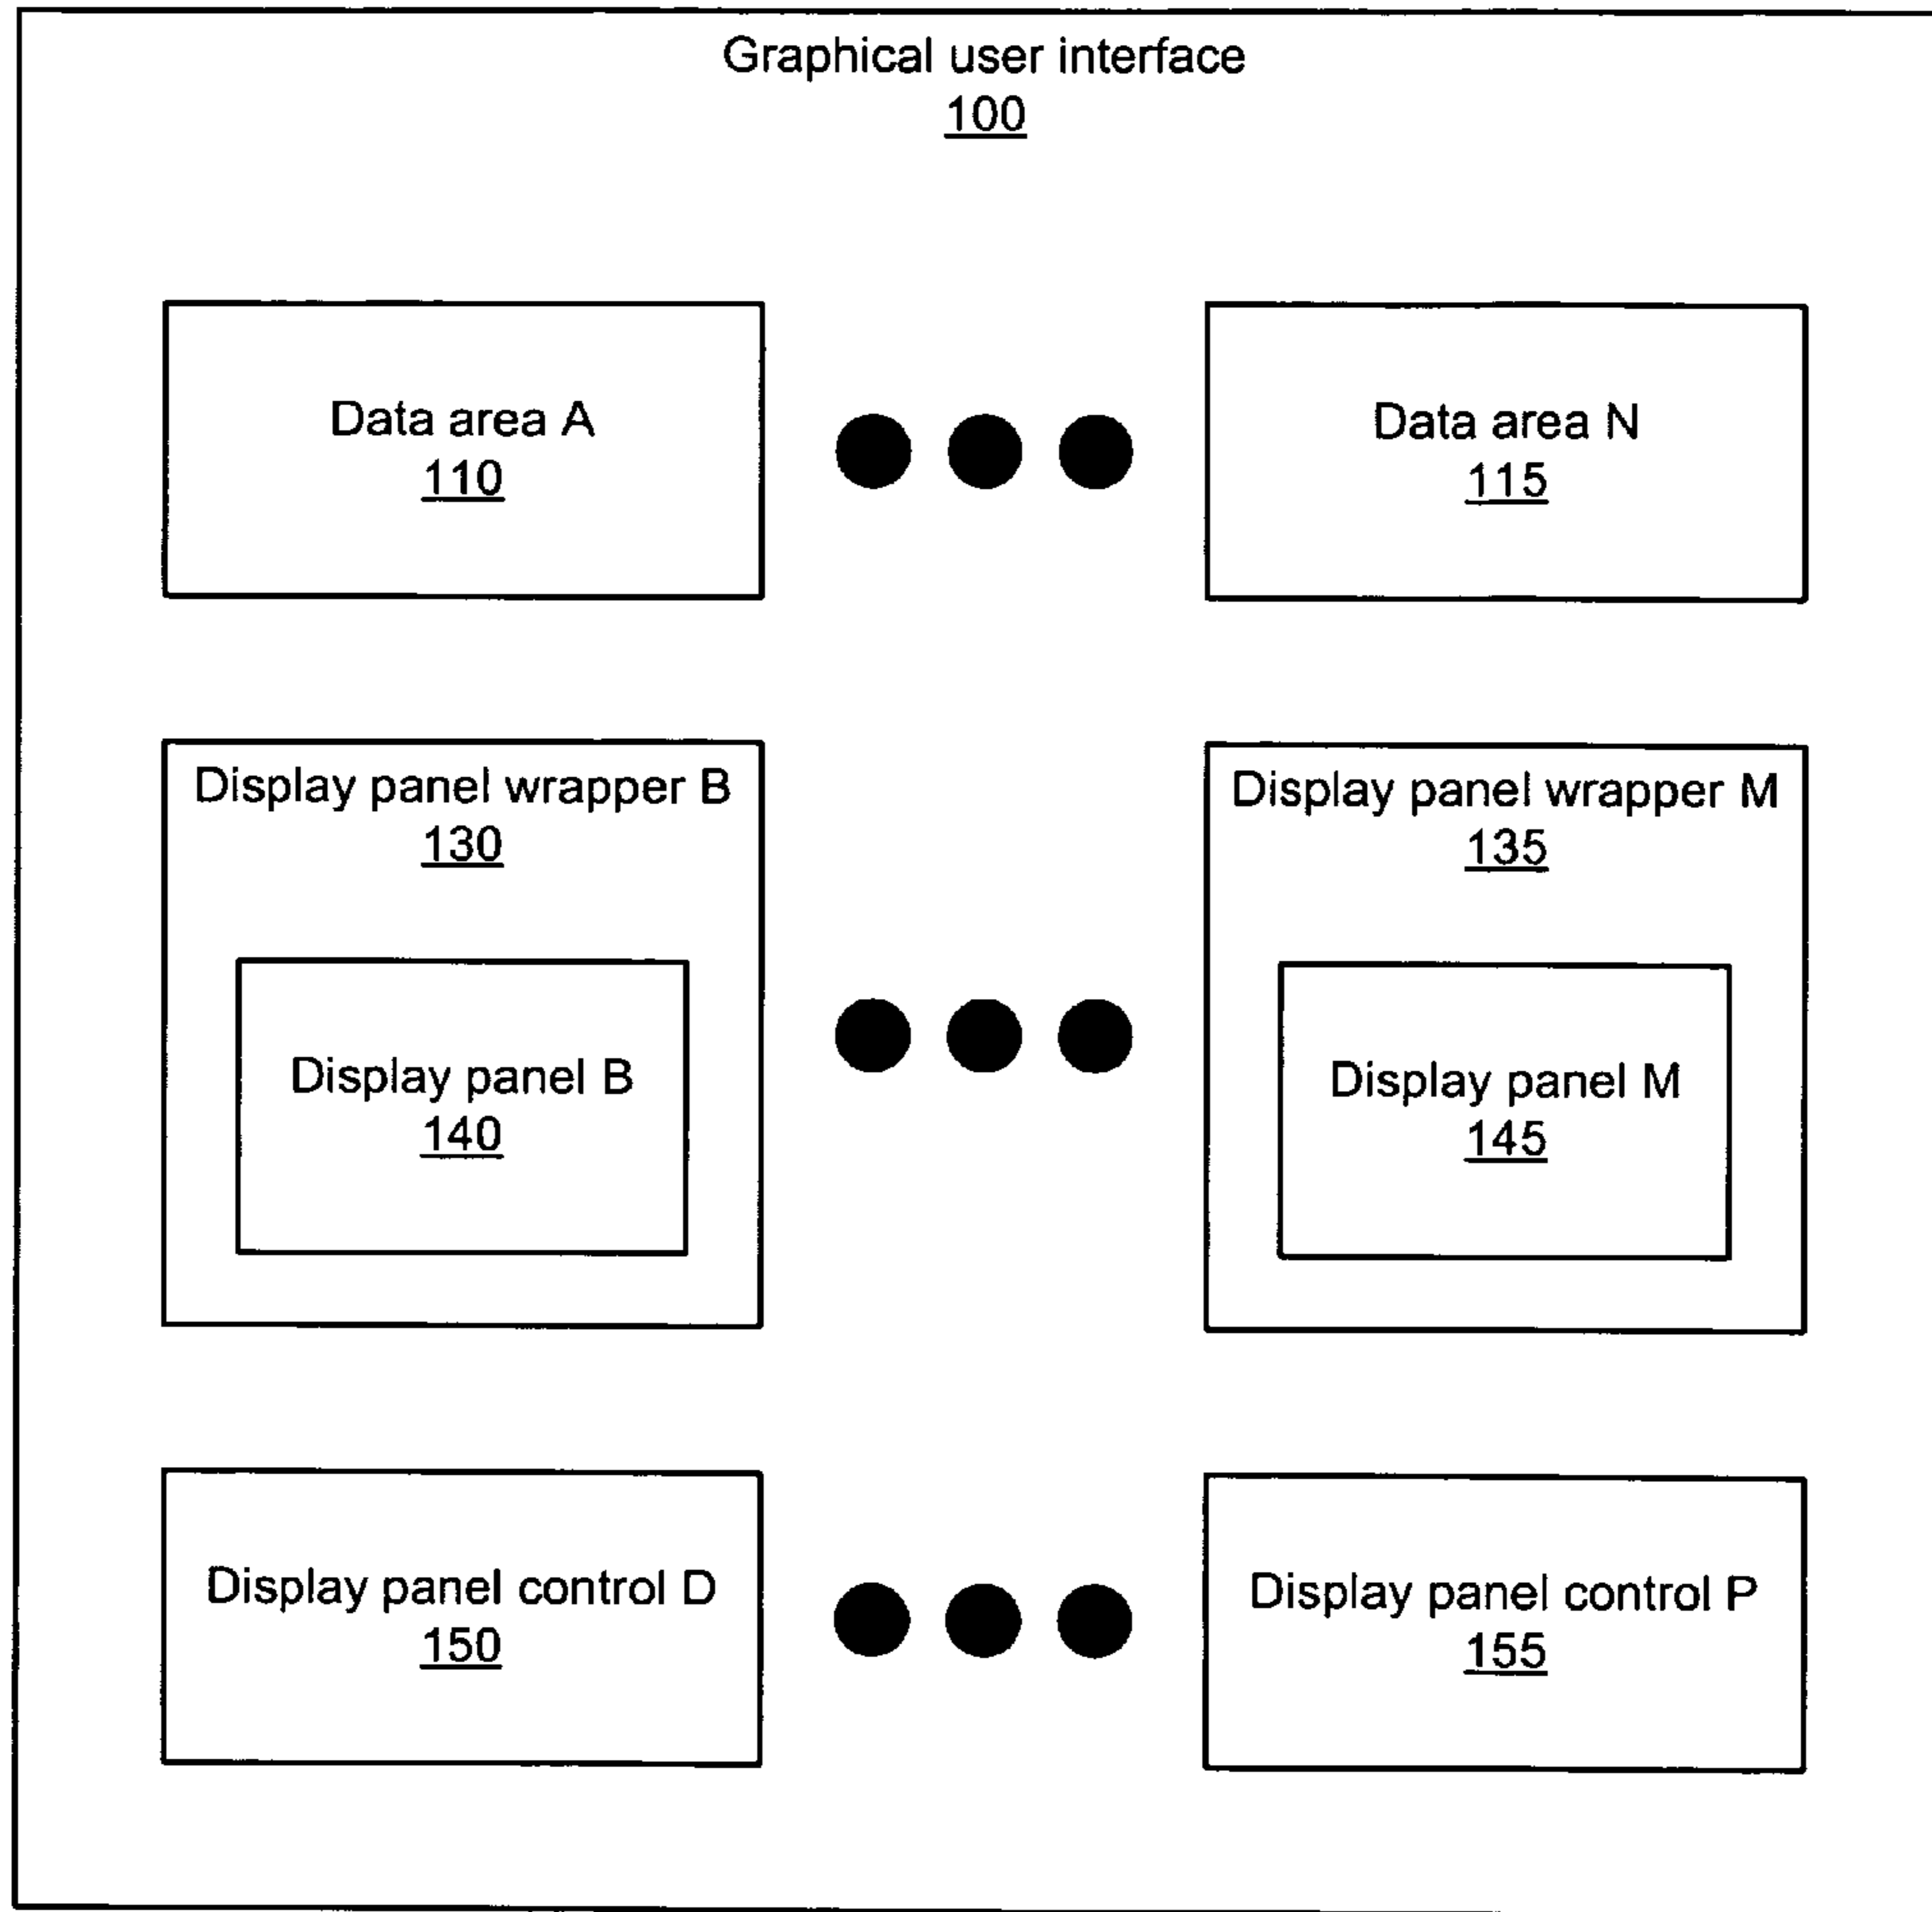 Graphical user interface
100
Data area A
110
Data area N
115
Display panel wrapper B
130
Display panel wrapper M
135
Display panel B
140
Display panel M
145
Display panel control D
150
Display panel control P
155